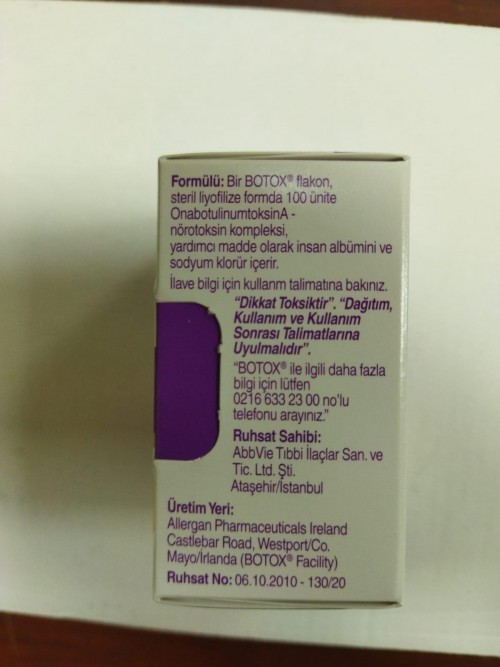 Formülü: Bir BOTOX® flakon,
steril liyofilize formda 100 ünite
OnabotulinumtoksinA -
nörotoksin kompleksi,
yardımcı madde olarak insan albümini ve
sodyum klorür içerir.
İlave bilgi için kullanım talimatına bakınız.
"Dikkat Toksiktir". "Dağıtım,
Kullanım ve Kullanım
Sonrası Talimatlarına
Uyulmalıdır".
"BOTOX® ile ilgili daha fazla
bilgi için lütfen
0216 633 23 00 no'lu
telefonu arayınız."
Ruhsat Sahibi:
AbbVie Tıbbi İlaçlar San. ve
Tic. Ltd. Şti.
Ataşehir/İstanbul
Üretim Yeri:
Allergan Pharmaceuticals Ireland
Castlebar Road, Westport/Co.
Mayo/İrlanda (BOTOX® Facility)
Ruhsat No: 06.10.2010 - 130/20